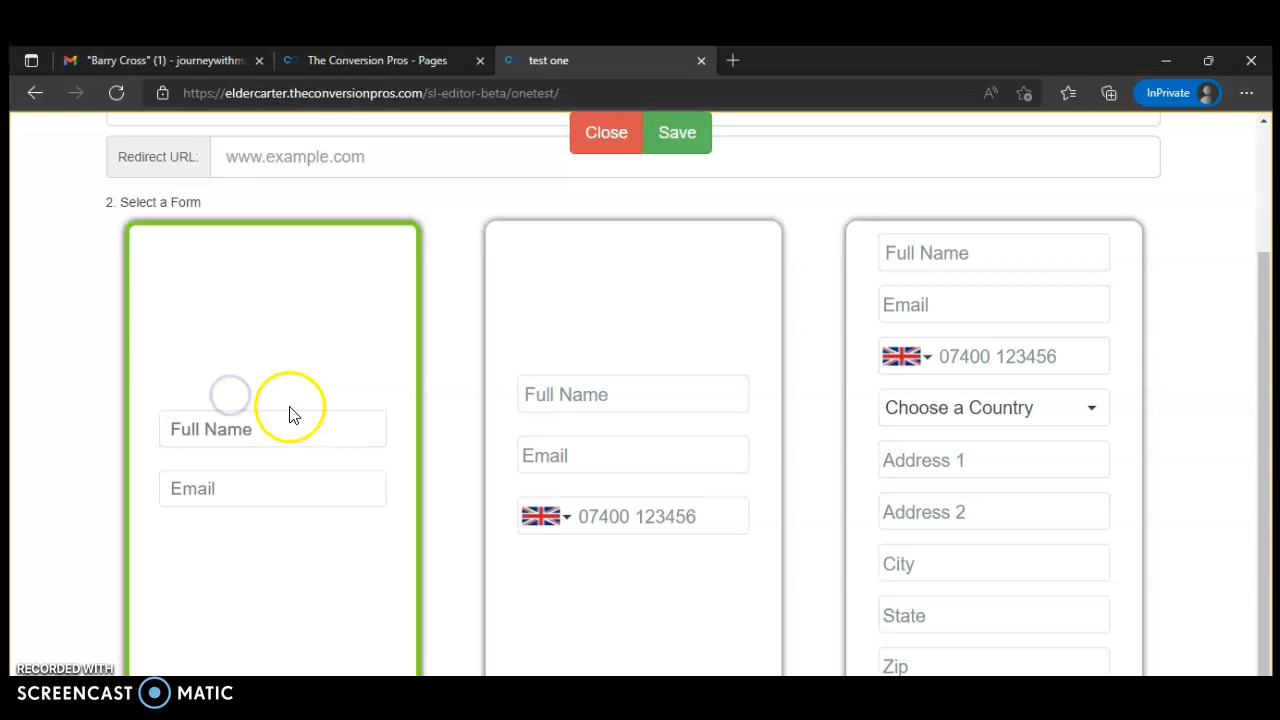 "Barry Cross" (1) - journeywithm
The Conversion Pros - Pages
test one
https://eldercarter.theconversionpros.com/sl-editor-beta/onetest/
InPrivate
Close
Save
Redirect URL:
www.example.com
2. Select a Form
Full Name
Email
Full Name
Email
07400 123456
Full Name
Email
07400 123456
Choose a Country
Address 1
Address 2
City
State
Zip
RECORDED WITH
SCREENCAST MATIC